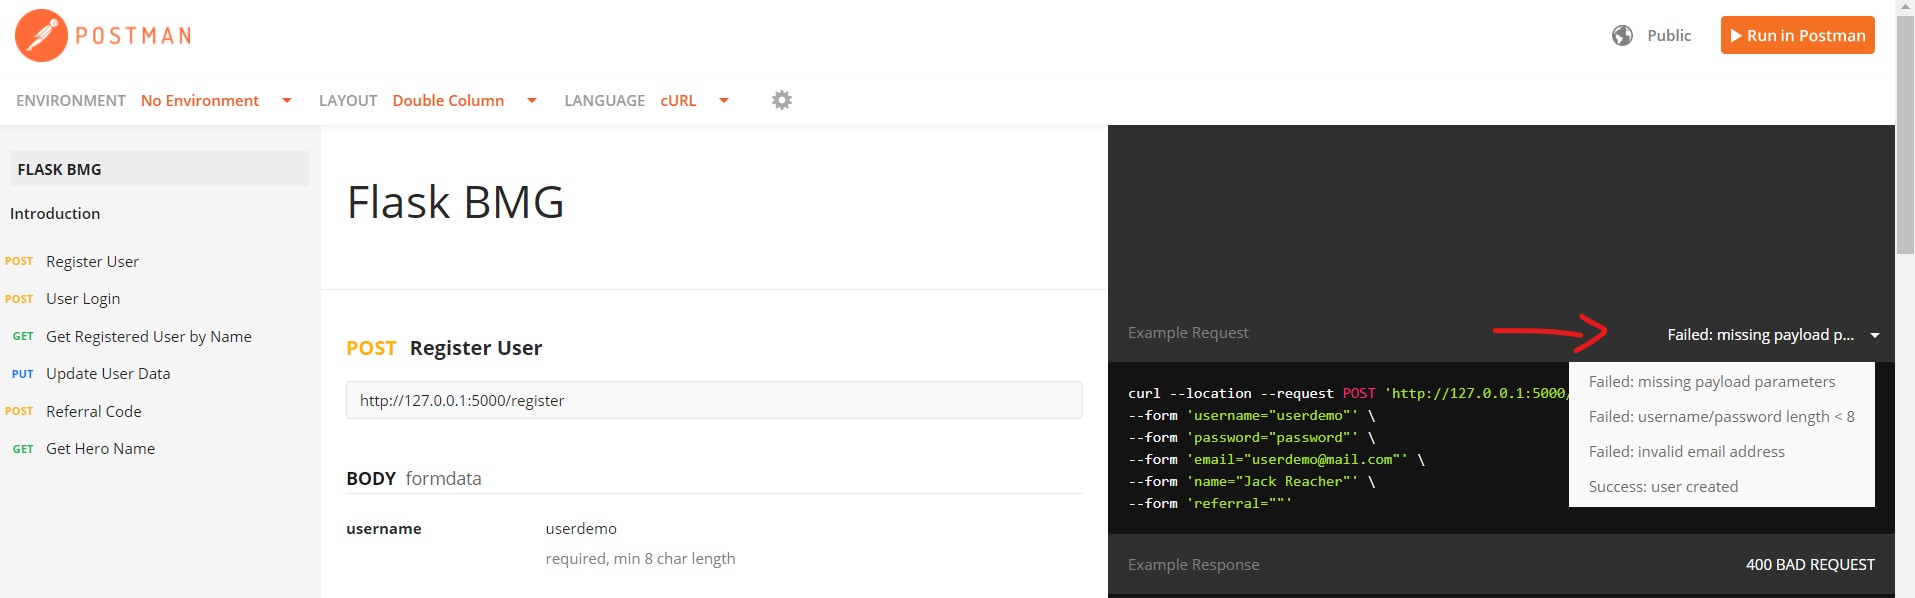 POSTMAN
Public
Run in Postman
ENVIRONMENT No Environment LAYOUT Double Column LANGUAGE cURL
FLASK BMG
Introduction
POST Register User
POST User Login
GET Get Registered User by Name
PUT Update User Data
POST Referral Code
GET Get Hero Name
Flask BMG
POST Register User
http://127.0.0.1:5000/register
BODY formdata
username userdemo
required, min 8 char length
Example Request
Failed: missing payload p...
Failed: missing payload parameters
Failed: username/password length < 8
Failed: invalid email address
Success: user created
curl --location --request POST 'http://127.0.0.1:5000/
--form 'username="userdemo"' \
--form 'password="password"' \
--form 'email="userdemo@mail.com"' \
--form 'name="Jack Reacher"' \
--form 'referral=""'
Example Response
400 BAD REQUEST